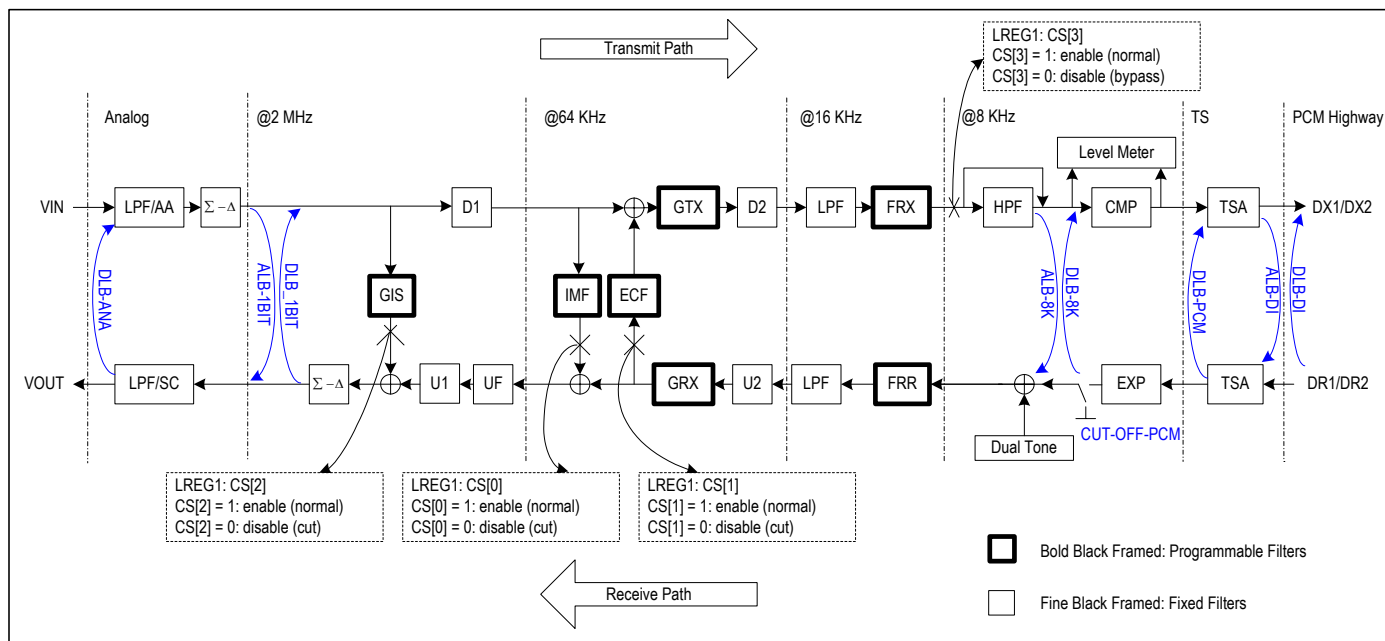 Transmit Path
LREG1: CS[3]
CS[3] = 1: enable (normal)
CS[3] = 0: disable (bypass)
Analog
@2 MHz
@64 KHz
@16 KHz
@8 KHz
TS
PCM Highway
Level Meter
VIN
LPF/AA
Σ−Δ
D1
GTX
D2
LPF
FRX
HPF
CMP
TSA
DX1/DX2
DLB-ANA
ALB-1BIT
DLB_1BIT
GIS
IMF
ECF
ALB-8K
DLB-8K
DLB-PCM
ALB-DI
DLB-DI
VOUT
LPF/SC
Σ−Δ
U1
UF
GRX
U2
LPF
FRR
EXP
TSA
DR1/DR2
CUT-OFF-PCM
Dual Tone
LREG1: CS[2]
CS[2] = 1: enable (normal)
CS[2] = 0: disable (cut)
LREG1: CS[0]
CS[0] = 1: enable (normal)
CS[0] = 0: disable (cut)
LREG1: CS[1]
CS[1] = 1: enable (normal)
CS[1] = 0: disable (cut)
Bold Black Framed: Programmable Filters
Receive Path
Fine Black Framed: Fixed Filters